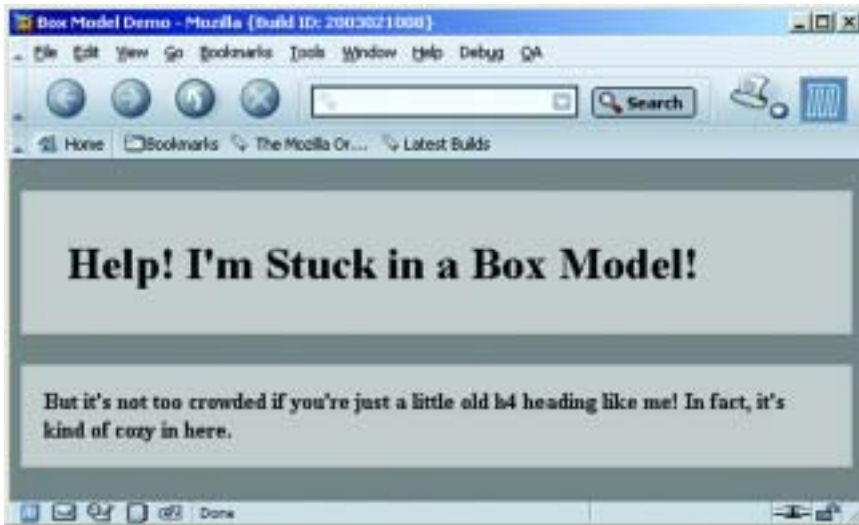 Box Model Demo - Mozilla {Build ID: 2003021008}
File Edit View Go Bookmarks Tools Window Help Debug QA
Search
Home Bookmarks The Mozilla Or... Latest Builds
Help! I'm Stuck in a Box Model!
But it's not too crowded if you're just a little old h4 heading like me! In fact, it's
kind of cozy in here.
Done